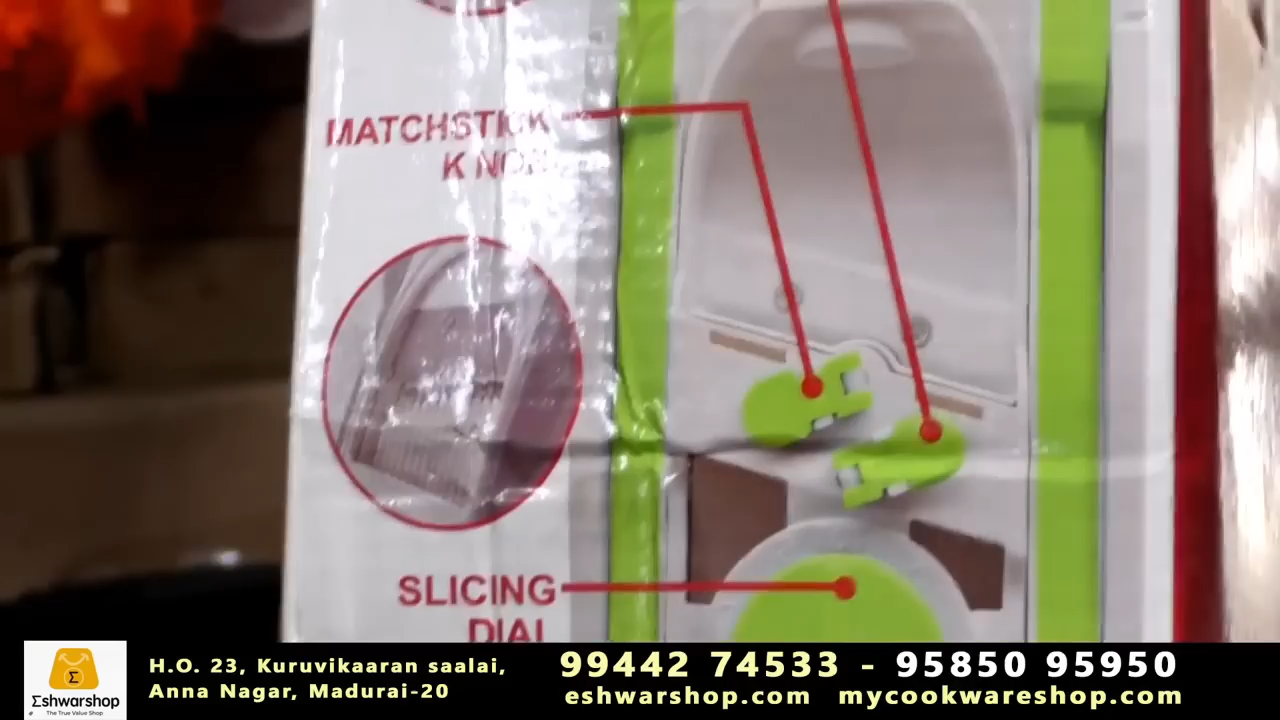 MATCHSTICK
K NOB
SLICING
DIAL
Σ
Σshwarshop
The True Value Shop
H.O. 23, Kuruvikaaran saalai,
Anna Nagar, Madurai-20
99442 74533 - 95850 95950
eshwarshop.com mycookwareshop.com